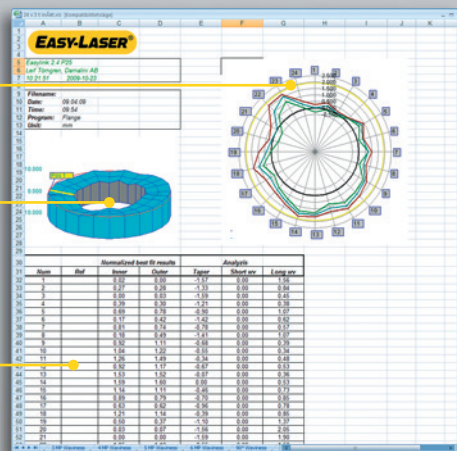 EASY-LASER®
Easylink 2.4 P35
Leif Törngren, Damalini AB
10:21:51 2009-10-22
Filename:
Date: 09.04.09
Time: 09:54
Program: Flange
Unit: mm
Normalized best fit results Analysis
Num Ref Inner Outer Taper Short wv Long wv
1 0.02 0.00 -1.57 0.00 1.56
2 0.27 0.28 -1.33 0.00 0.84
3 0.00 0.03 -1.59 0.00 0.45
4 0.39 0.30 -1.21 0.00 0.38
5 0.69 0.78 -0.90 0.00 1.07
6 0.17 0.42 -1.42 0.00 0.62
7 0.81 0.74 -0.78 0.00 0.57
8 0.18 0.49 -1.41 0.00 1.07
9 0.92 1.11 -0.68 0.00 0.39
10 1.04 1.22 -0.55 0.00 0.34
11 1.26 1.49 -0.34 0.00 0.48
12 0.92 1.17 -0.67 0.00 0.53
13 1.53 1.52 -0.07 0.00 0.36
14 1.59 1.60 0.00 0.00 0.53
15 1.14 1.11 -0.46 0.00 0.73
16 0.89 0.79 -0.70 0.00 0.85
17 0.63 0.62 -0.96 0.00 0.78
18 1.21 1.14 -0.39 0.00 0.85
19 0.50 0.37 -1.10 0.00 1.37
20 0.03 0.07 -1.56 0.00 2.05
21 0.00 0.00 -1.59 0.00 1.90